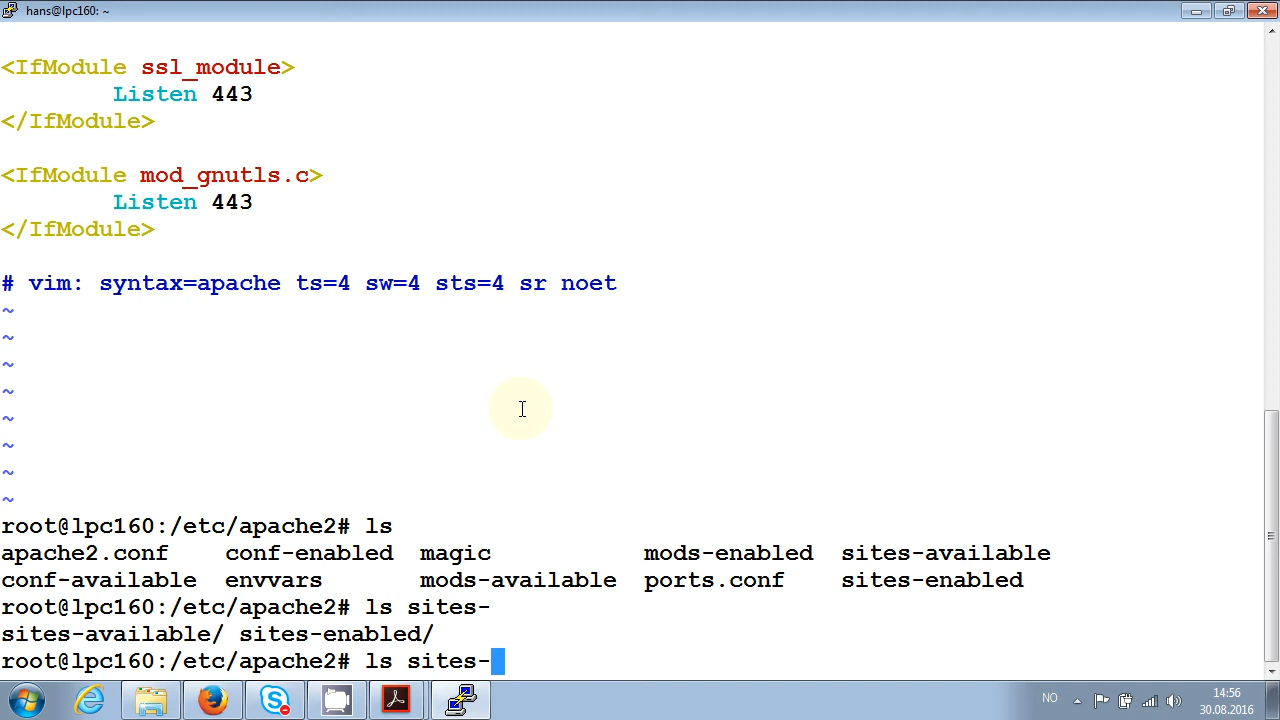 hans@lpc160: ~
<IfModule ssl_module>
        Listen 443
</IfModule>
<IfModule mod_gnutls.c>
        Listen 443
</IfModule>
# vim: syntax=apache ts=4 sw=4 sts=4 sr noet
~
~
~
~
~
~
~
~
root@lpc160:/etc/apache2# ls
apache2.conf    conf-enabled  magic           mods-enabled  sites-available
conf-available  envvars       mods-available  ports.conf    sites-enabled
root@lpc160:/etc/apache2# ls sites-
sites-available/ sites-enabled/
root@lpc160:/etc/apache2# ls sites-
NO
14:56
30.08.2016